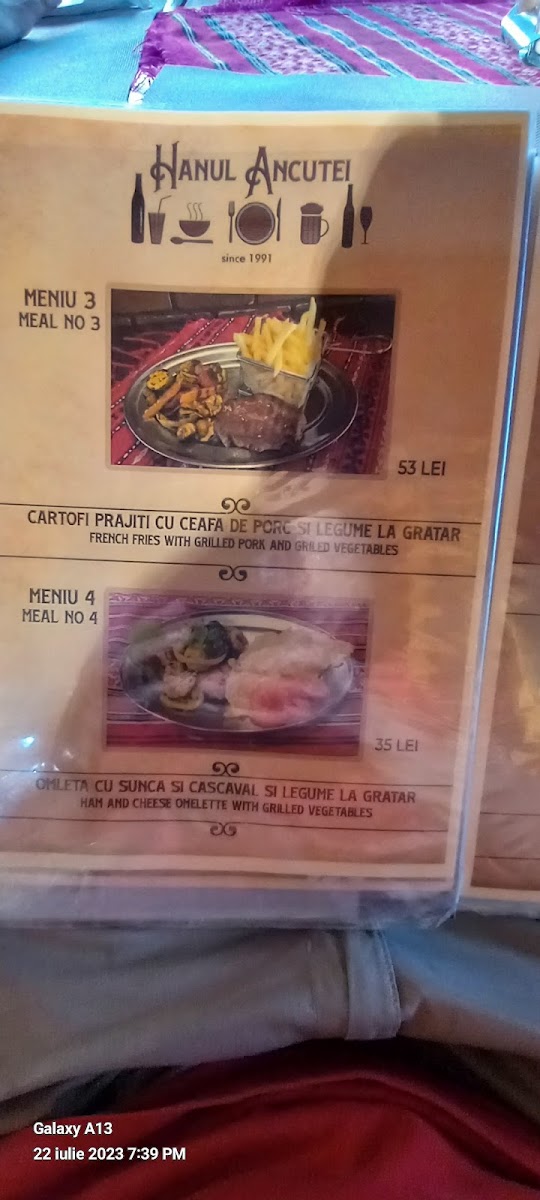 HANUL ANCUTEI
since 1991
MENIU 3
MEAL NO 3
53 LEI
CARTOFI PRAJITI CU CEAFA DE PORC SI LEGUME LA GRATAR
FRENCH FRIES WITH GRILLED PORK AND GRILED VEGETABLES
MENIU 4
MEAL NO 4
35 LEI
OMLETA CU SUNCA SI CASCAVAL SI LEGUME LA GRATAR
HAM AND CHEESE OMELETTE WITH GRILLED VEGETABLES
Galaxy A13
22 iulie 2023 7:39 PM